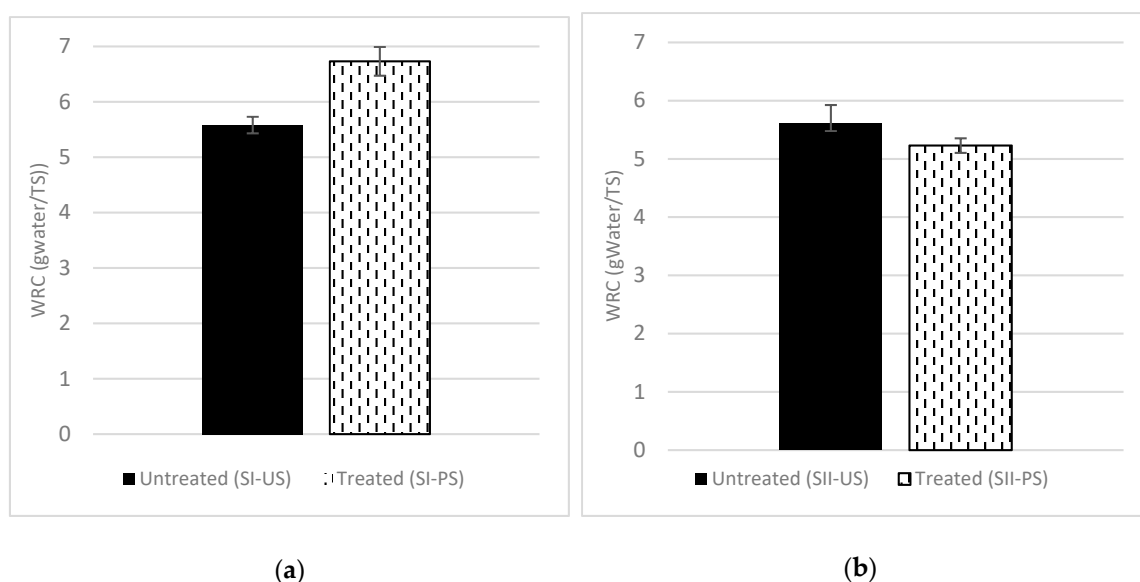 7
6
5
4
3
2
1
0
WRC (gwater/TS))
Untreated (SI-US) Treated (SI-PS)
(a)
7
6
5
4
3
2
1
0
WRC (gWater/TS)
Untreated (SII-US) Treated (SII-PS)
(b)